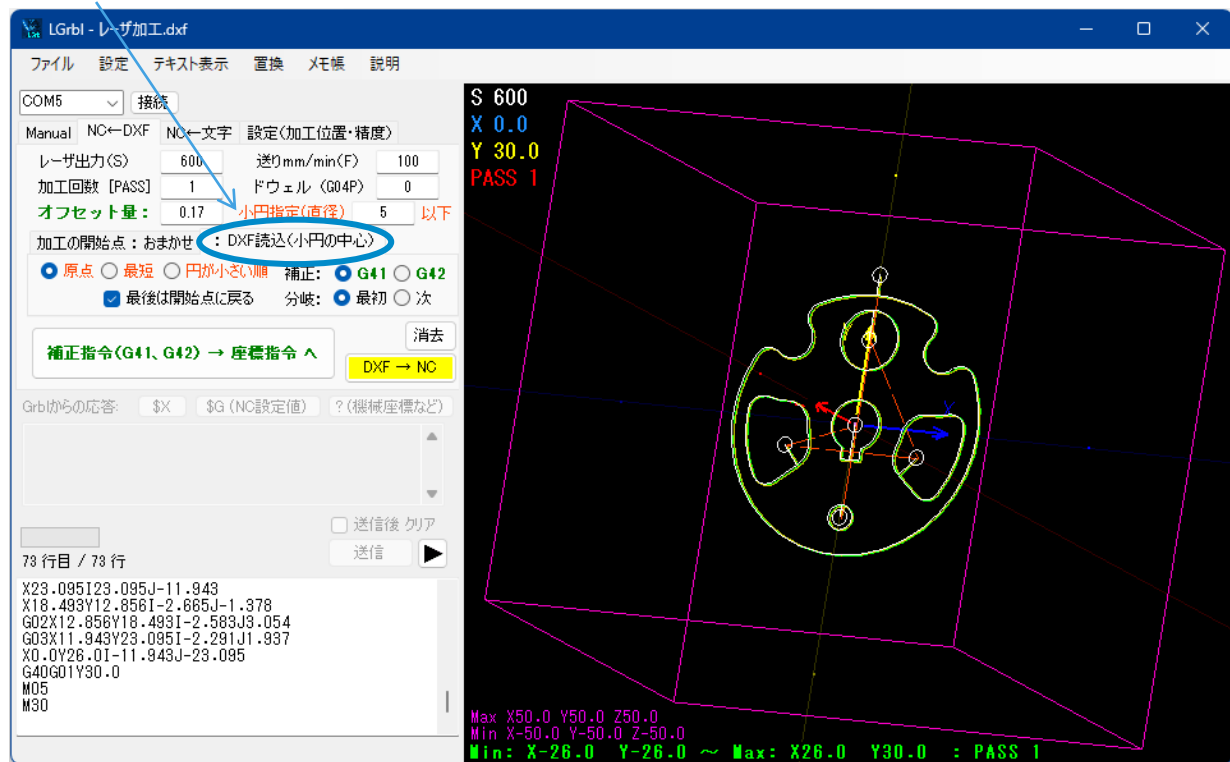 LGrbl - レーザ加工.dxf
ファイル 設定 テキスト表示 置換 メモ帳 説明
COM5 接続
Manual NC←DXF NC←文字 設定(加工位置・精度)
レーザ出力(S) 600 送りmm/min(F) 100
加工回数 [PASS] 1 ドウェル (G04P) 0
オフセット量： 0.17 小円指定(直径) 5 以下
加工の開始点：おまかせ ：DXF読込(小円の中心)
原点 最短 円が小さい順 補正： G41 G42
最後は開始点に戻る 分岐： 最初 次
消去
補正指令(G41、G42) → 座標指令 へ
DXF → NC
Grblからの応答: $X $G (NC設定値) ? (機械座標など)
送信後 クリア
送信
73 行目 / 73 行
X23.095I23.095J-11.943
X18.493Y12.856I-2.665J-1.378
G02X12.856Y18.493I-2.583J3.054
G03X11.943Y23.095I-2.291J1.937
X0.0Y26.0I-11.943J-23.095
G40G01Y30.0
M05
M30
S 600
X 0.0
Y 30.0
PASS 1
X
Max X50.0 Y50.0 Z50.0
Min X-50.0 Y-50.0 Z-50.0
Min: X-26.0 Y-26.0 ～ Max: X26.0 Y30.0 : PASS 1